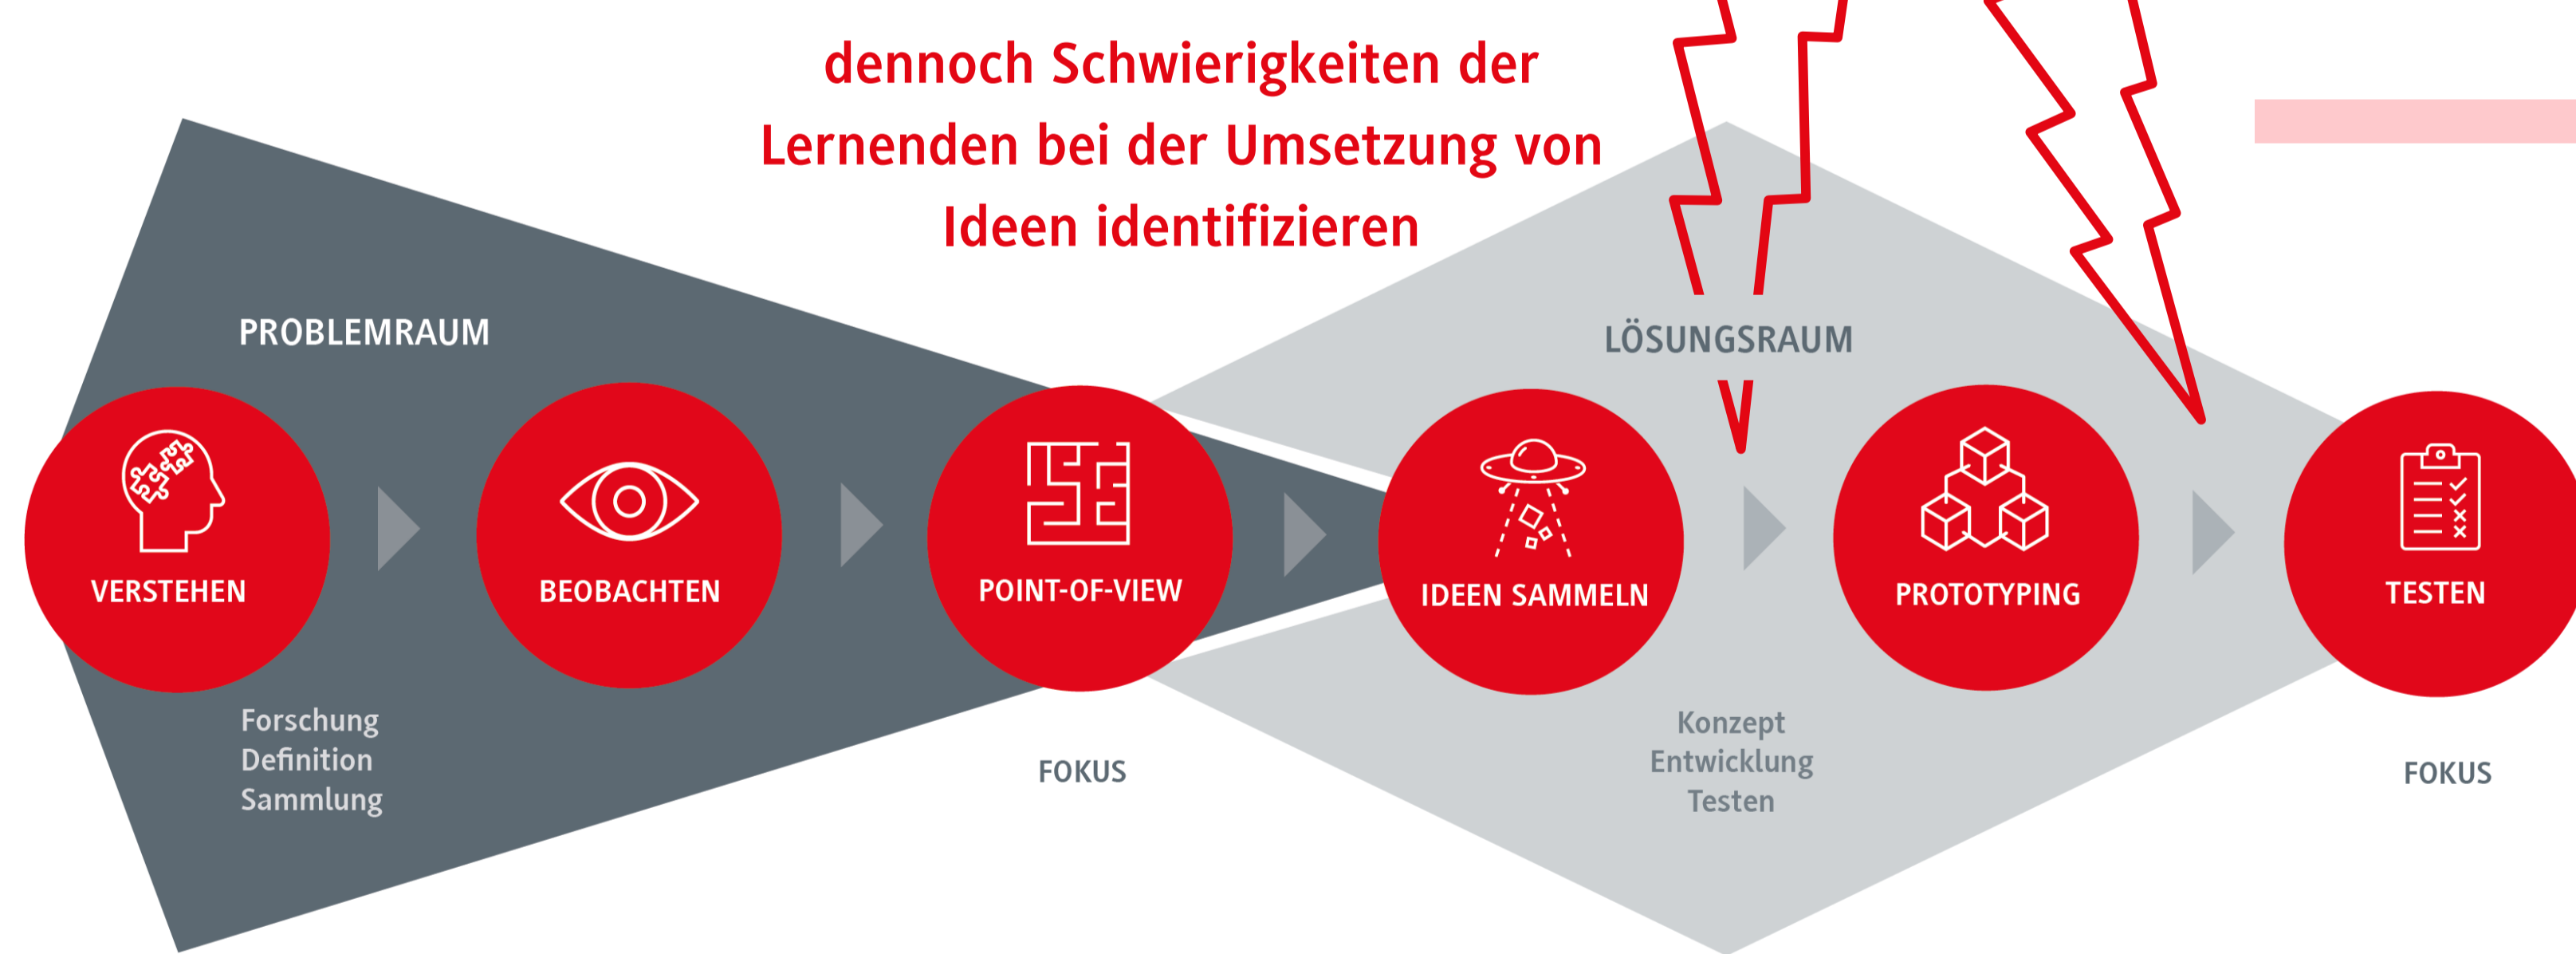 dennoch Schwierigkeiten der
Lernenden bei der Umsetzung von
Ideen identifizieren
PROBLEMRAUM
LÖSUNGSRAUM
VERSTEHEN
BEOBACHTEN
POINT-OF-VIEW
IDEEN SAMMELN
PROTOTYPING
TESTEN
Forschung
Definition
Sammlung
FOKUS
Konzept
Entwicklung
Testen
FOKUS